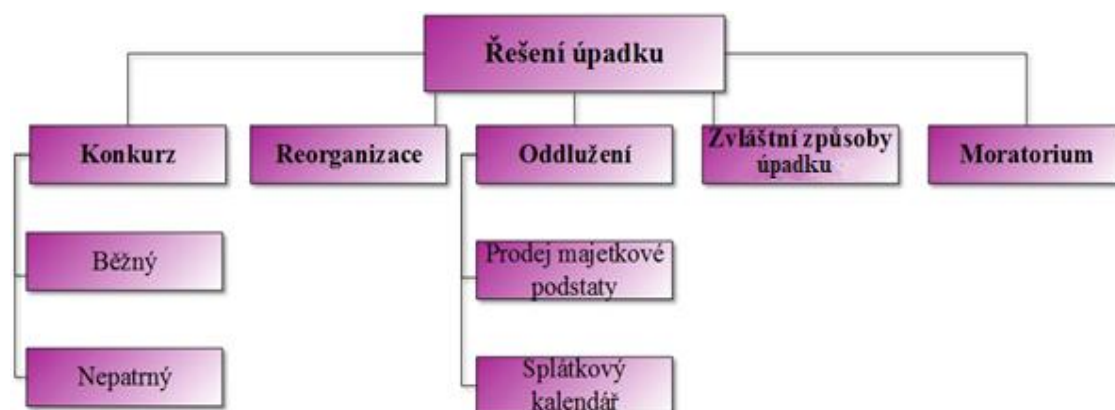 Řešení úpadku
Konkurz
Reorganizace
Oddlužení
Zvláštní způsoby
úpadku
Moratorium
Běžný
Prodej majetkové
podstaty
Nepatrný
Splátkový
kalendář